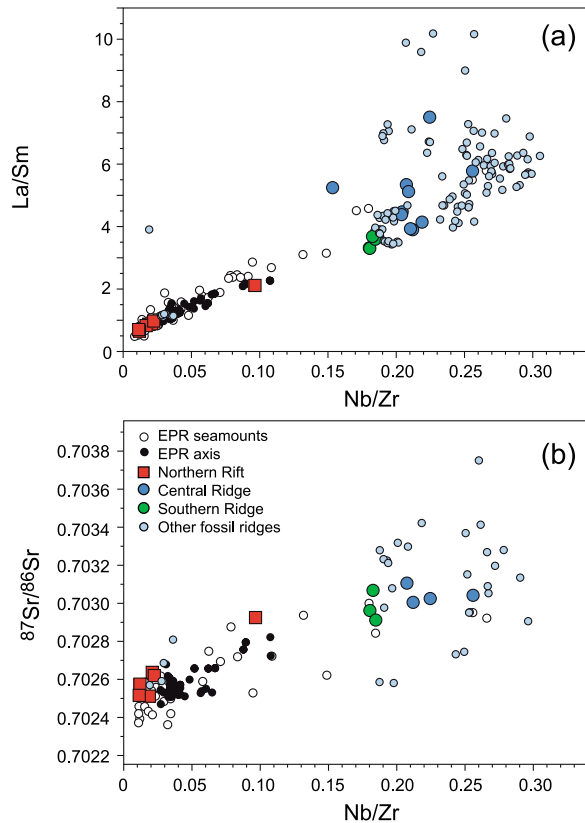 (a)
10
8
6
4
2
0
La/Sm
0 0.05 0.10 0.15 0.20 0.25 0.30
Nb/Zr
(b)
EPR seamounts
EPR axis
Northern Rift
Central Ridge
Southern Ridge
Other fossil ridges
0.7038
0.7036
0.7034
0.7032
0.7030
0.7028
0.7026
0.7024
0.7022
⁸⁷Sr/⁸⁶Sr
0 0.05 0.10 0.15 0.20 0.25 0.30
Nb/Zr